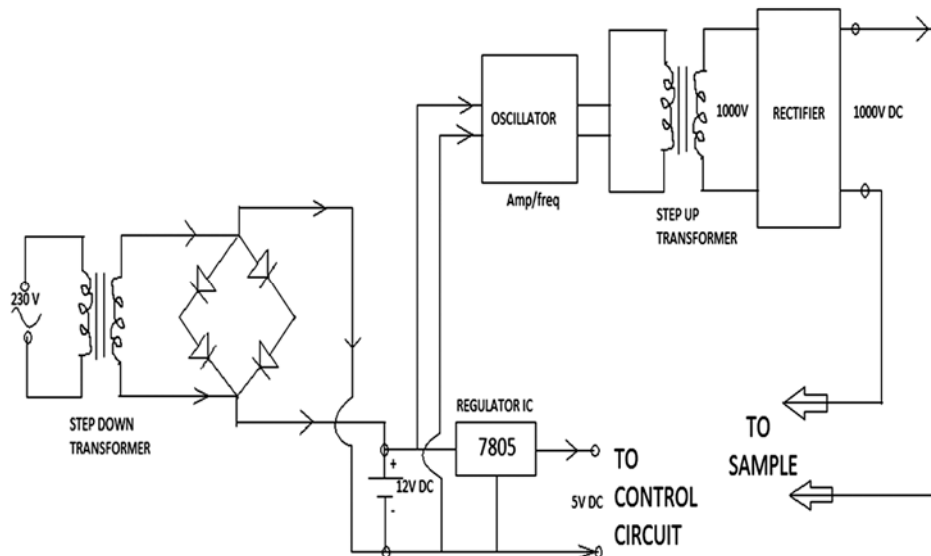 OSCILLATOR
Amp/freq
1000V
RECTIFIER
1000V DC
STEP UP
TRANSFORMER
230 V
STEP DOWN
TRANSFORMER
REGULATOR IC
7805
+
12V DC
-
5V DC
TO
CONTROL
CIRCUIT
TO
SAMPLE